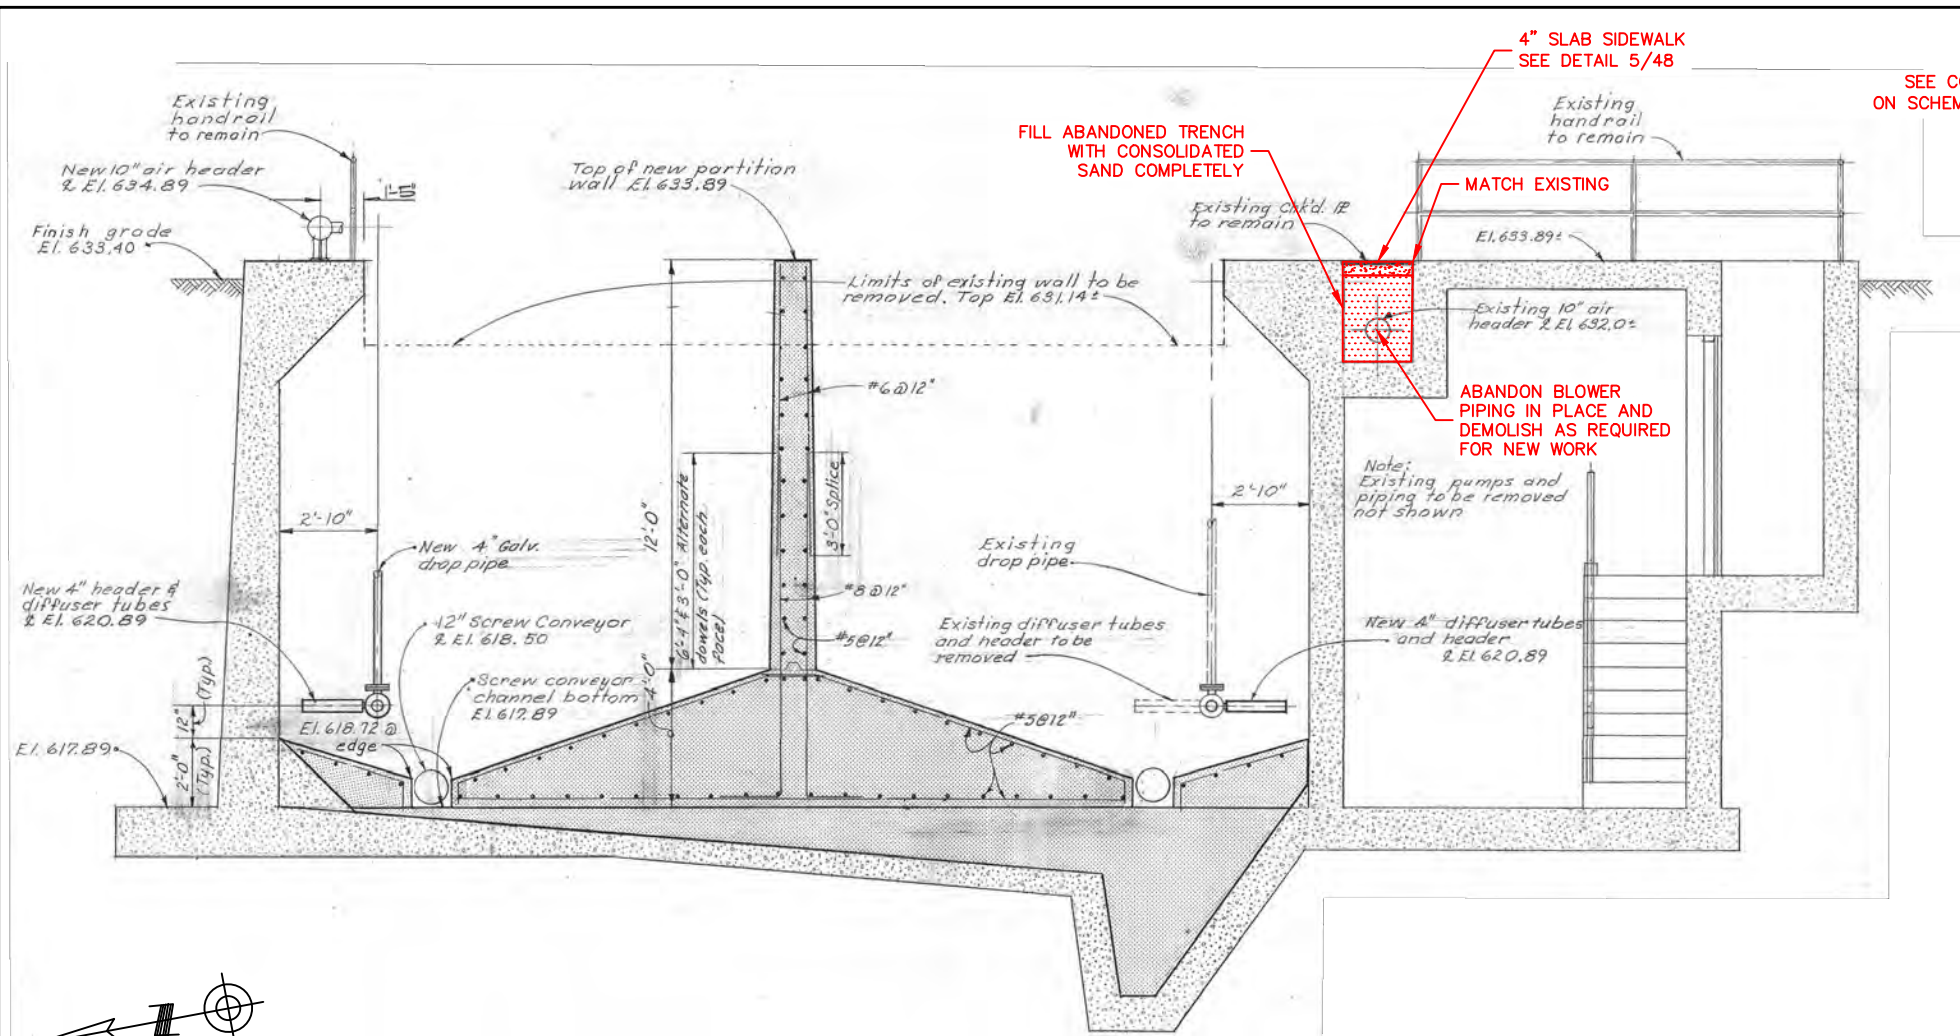 4" SLAB SIDEWALK
SEE DETAIL 5/48
ON SCHEM
SEE
FILL ABANDONED TRENCH
WITH CONSOLIDATED
SAND COMPLETELY
MATCH EXISTING
ABANDON BLOWER
PIPING IN PLACE AND
DEMOLISH AS REQUIRED
FOR NEW WORK
Existing
handrail
to remain
New 10" air header
℄ El. 634.89
1'-5"
Finish grade
El. 633.40
Top of new partition
wall El. 633.89
Existing Chk'd. ℄
to remain
Existing
handrail
to remain
El. 633.89±
Limits of existing wall to be
removed. Top El. 631.14±
Existing 10" air
header ℄ El. 632.0±
#6@12"
Note:
Existing pumps and
piping to be removed
not shown
2'-10"
2'-10"
12'-0"
6'-4" & 3'-0" Alternate
dowels (Typ. each
face)
3'-0" Splice
New 4" Galv.
drop pipe
Existing
drop pipe
New 4" header &
diffuser tubes
℄ El. 620.89
12" Screw Conveyor
℄ El. 618.50
#8@12"
#5@12"
Existing diffuser tubes
and header to be
removed
New 4" diffuser tubes
and header
℄ El. 620.89
Screw conveyor
channel bottom
El. 617.89
4'-0"
El. 618.72 @
edge
#5@12"
12"
(Typ.)
2'-0"
(Typ.)
El. 617.89